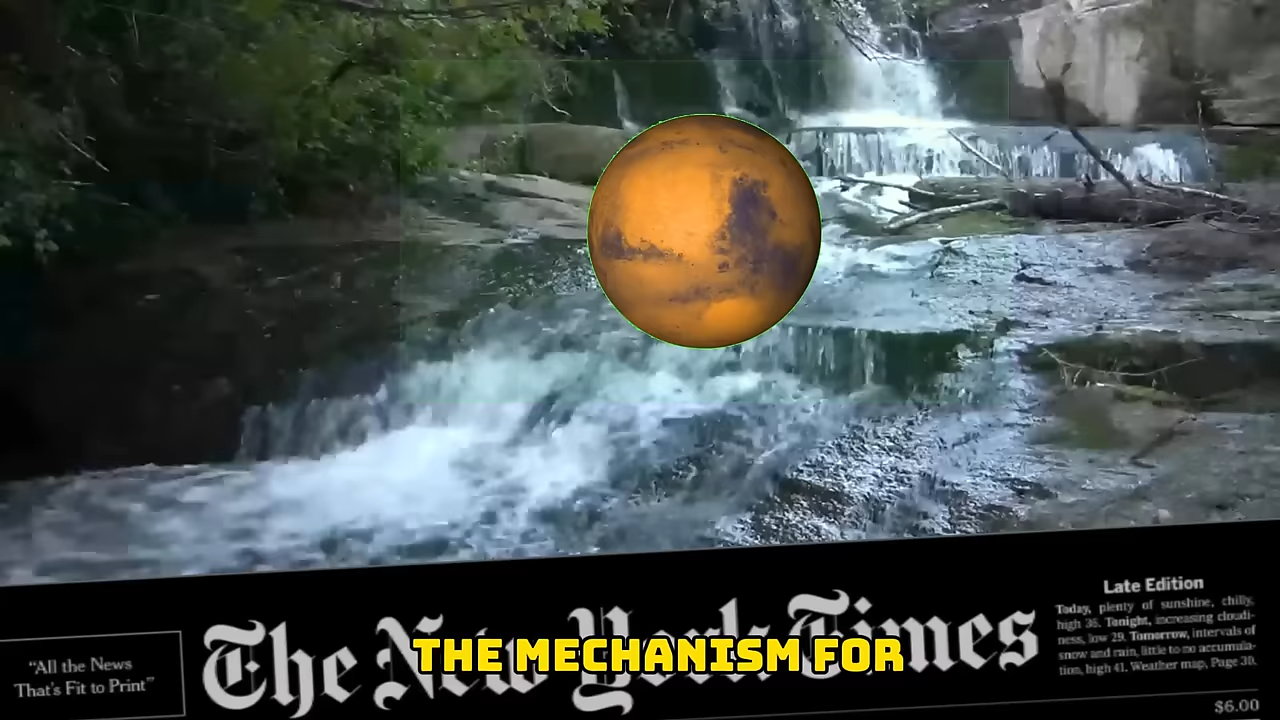 "All the News
That's Fit to Print"
The New York Times
THE MECHANISM FOR
Late Edition
Today, plenty of sunshine, chilly,
high 36. Tonight, increasing cloudi-
ness, low 29. Tomorrow, intervals of
snow and rain, little to no accumula-
tion, high 41. Weather map, Page 30.
$6.00